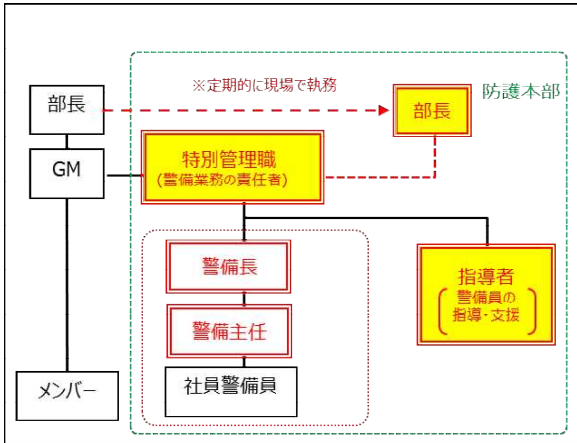 ※定期的に現場で執務
防護本部
部長
部長
GM
特別管理職
(警備業務の責任者)
警備長
指導者
警備員の
指導・支援
警備主任
メンバー
社員警備員